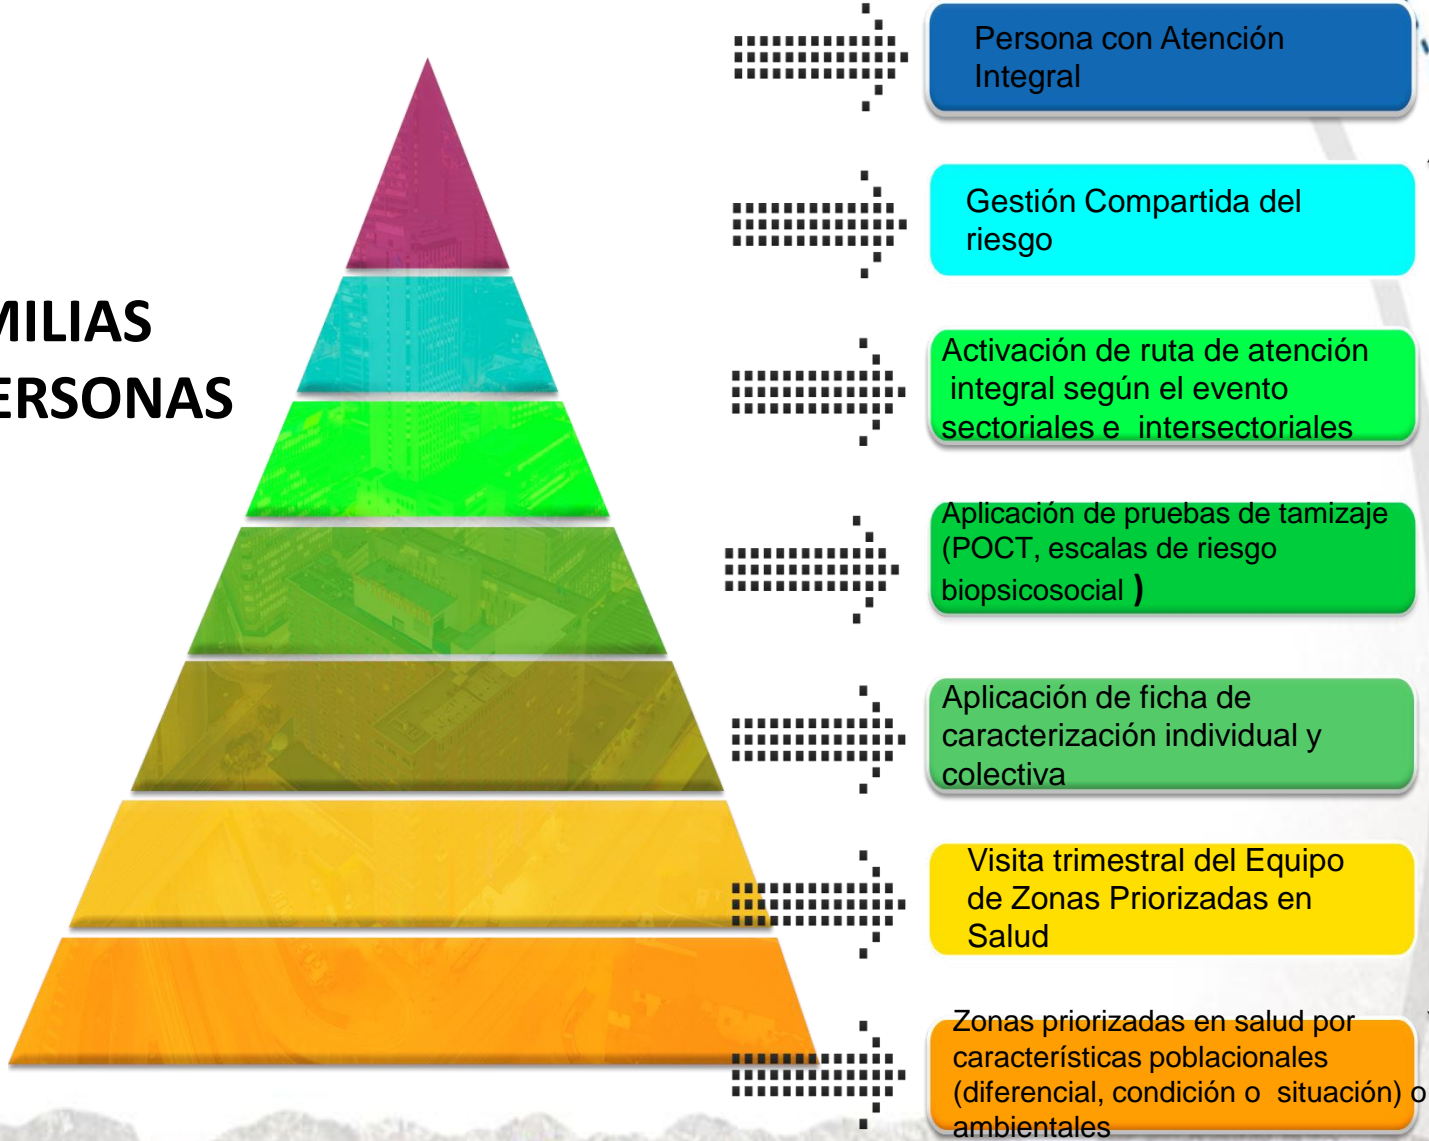 MILIAS
ERSONAS
Persona con Atención
Integral
Gestión Compartida del
riesgo
Activación de ruta de atención
integral según el evento
sectoriales e intersectoriales
Aplicación de pruebas de tamizaje
(POCT, escalas de riesgo
biopsicosocial )
Aplicación de ficha de
caracterización individual y
colectiva
Visita trimestral del Equipo
de Zonas Priorizadas en
Salud
Zonas priorizadas en salud por
características poblacionales
(diferencial, condición o situación) o
ambientales